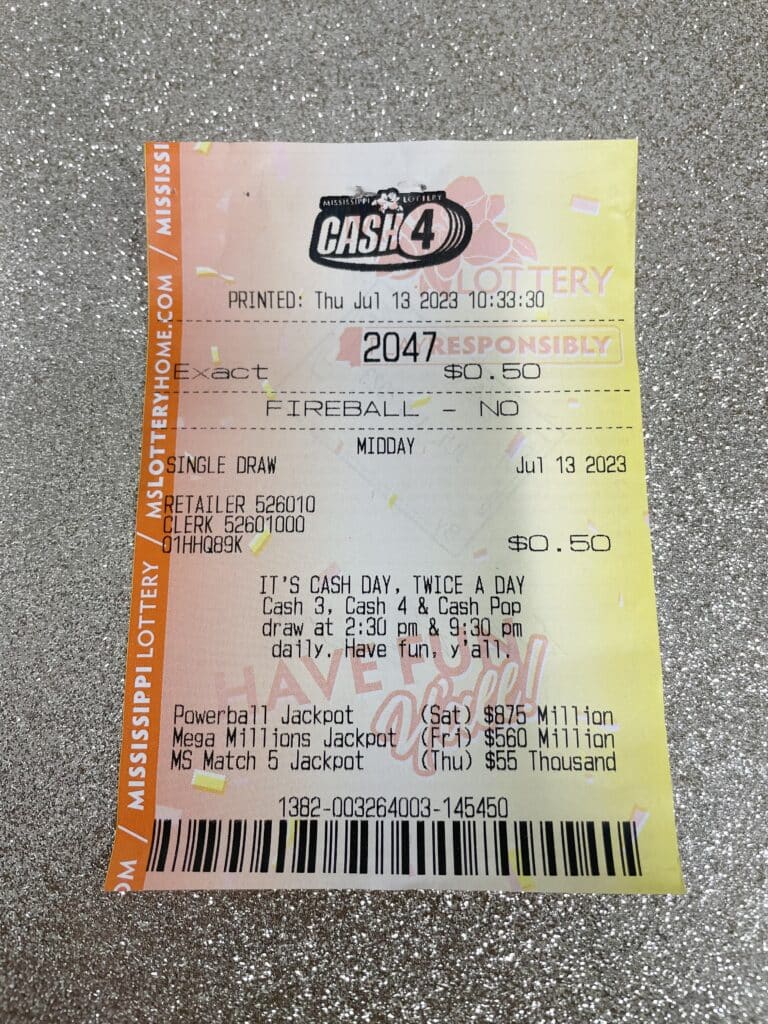 MISSISSIPPI LOTTERY
CASH 4
LOTTERY
PRINTED: Thu Jul 13 2023 10:33:30
2047
RESPONSIBLY
Exact $0.50
FIREBALL - NO
MIDDAY
SINGLE DRAW Jul 13 2023
RETAILER 526010
CLERK 52601000
01HHQ89K $0.50
IT'S CASH DAY, TWICE A DAY
Cash 3, Cash 4 & Cash Pop
draw at 2:30 pm & 9:30 pm
daily. Have fun, y'all.
HAVE FUN
Y'all!
Powerball Jackpot (Sat) $875 Million
Mega Millions Jackpot (Fri) $560 Million
MS Match 5 Jackpot (Thu) $55 Thousand
1382-003264003-145450
OM / MISSISSIPPI LOTTERY / MSLOTTERYHOME.COM / MISSISSI